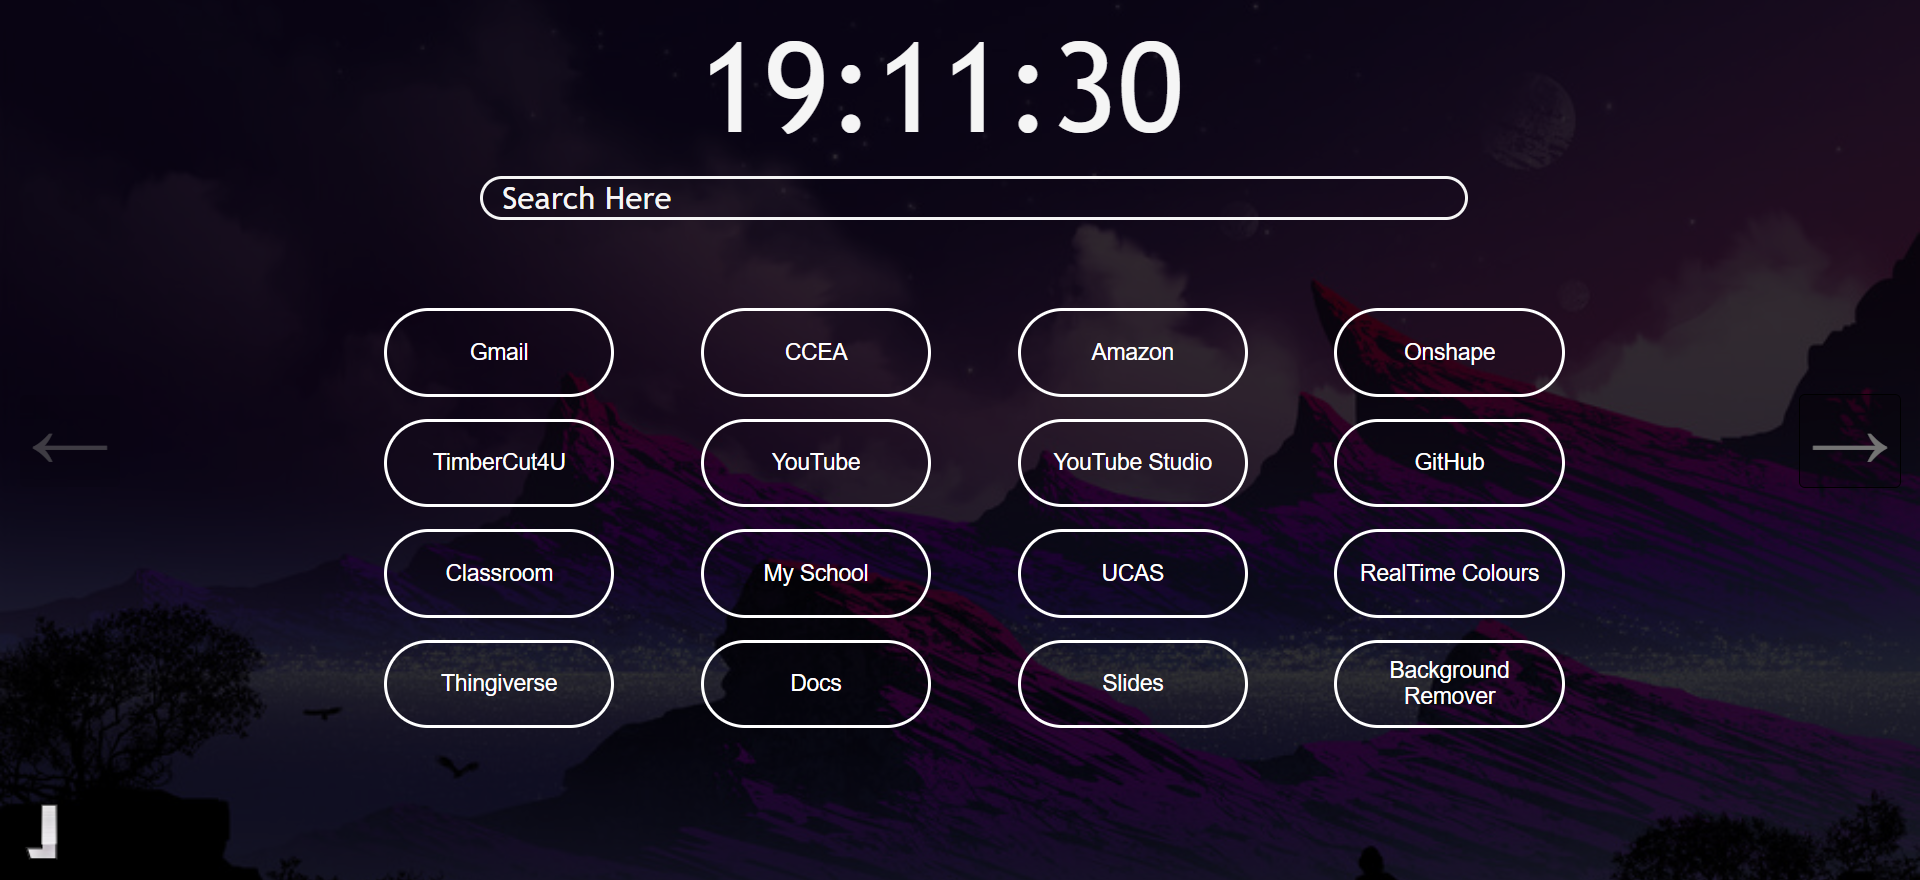 19:11:30
Search Here
Gmail
CCEA
Amazon
Onshape
TimberCut4U
YouTube
YouTube Studio
GitHub
Classroom
My School
UCAS
RealTime Colours
Thingiverse
Docs
Slides
Background
Remover